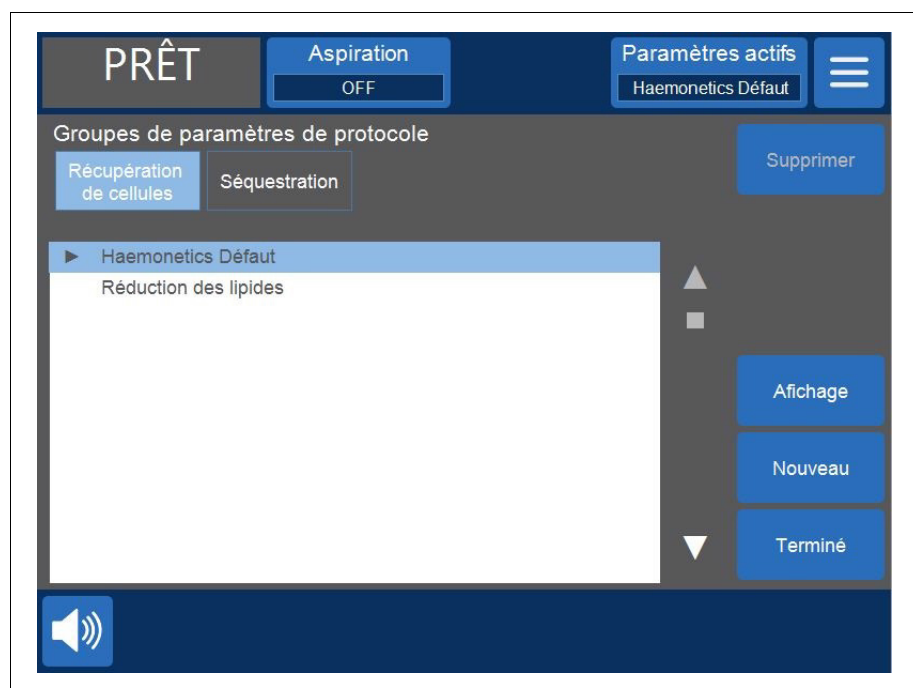 PRÊT
Aspiration
OFF
Paramètres actifs
Haemonetics Défaut
Groupes de paramètres de protocole
Récupération
de cellules
Séquestration
Supprimer
Haemonetics Défaut
Réduction des lipides
Afichage
Nouveau
Terminé